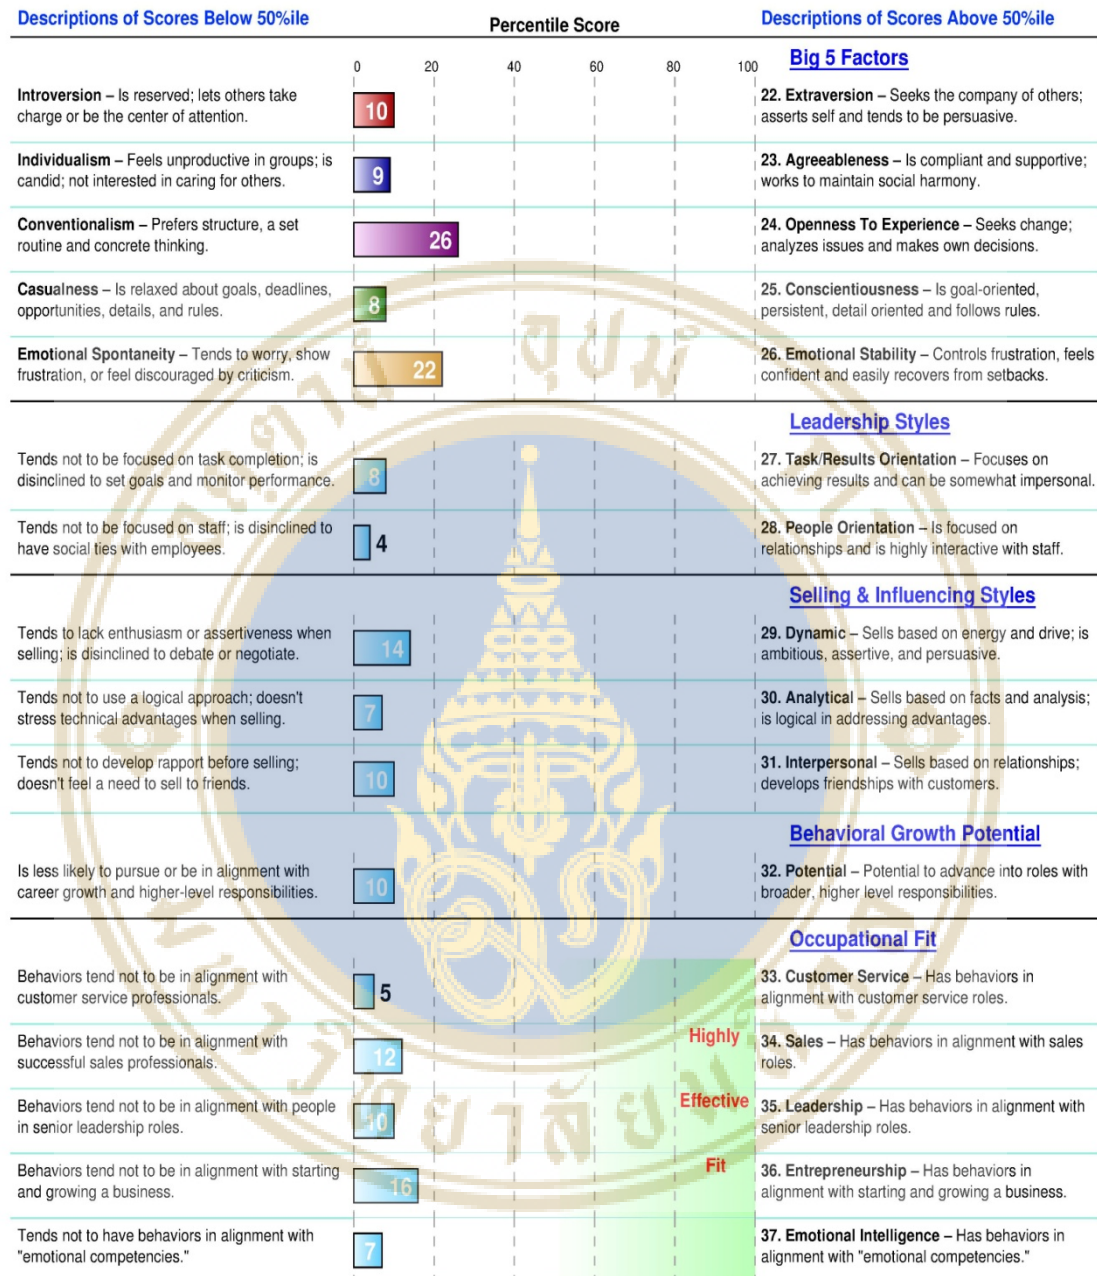 Descriptions of Scores Below 50%ile
Percentile Score
Descriptions of Scores Above 50%ile
Big 5 Factors
0 20 40 60 80 100
Introversion – Is reserved; lets others take
charge or be the center of attention.
10
22. Extraversion – Seeks the company of others;
asserts self and tends to be persuasive.
Individualism – Feels unproductive in groups; is
candid; not interested in caring for others.
9
23. Agreeableness – Is compliant and supportive;
works to maintain social harmony.
Conventionalism – Prefers structure, a set
routine and concrete thinking.
26
24. Openness To Experience – Seeks change;
analyzes issues and makes own decisions.
Casualness – Is relaxed about goals, deadlines,
opportunities, details, and rules.
8
25. Conscientiousness – Is goal-oriented,
persistent, detail oriented and follows rules.
Emotional Spontaneity – Tends to worry, show
frustration, or feel discouraged by criticism.
22
26. Emotional Stability – Controls frustration, feels
confident and easily recovers from setbacks.
Leadership Styles
Tends not to be focused on task completion; is
disinclined to set goals and monitor performance.
8
27. Task/Results Orientation – Focuses on
achieving results and can be somewhat impersonal.
Tends not to be focused on staff; is disinclined to
have social ties with employees.
4
28. People Orientation – Is focused on
relationships and is highly interactive with staff.
Selling & Influencing Styles
Tends to lack enthusiasm or assertiveness when
selling; is disinclined to debate or negotiate.
14
29. Dynamic – Sells based on energy and drive; is
ambitious, assertive, and persuasive.
Tends not to use a logical approach; doesn't
stress technical advantages when selling.
7
30. Analytical – Sells based on facts and analysis;
is logical in addressing advantages.
Tends not to develop rapport before selling;
doesn't feel a need to sell to friends.
10
31. Interpersonal – Sells based on relationships;
develops friendships with customers.
Behavioral Growth Potential
Is less likely to pursue or be in alignment with
career growth and higher-level responsibilities.
10
32. Potential – Potential to advance into roles with
broader, higher level responsibilities.
Occupational Fit
Behaviors tend not to be in alignment with
customer service professionals.
5
33. Customer Service – Has behaviors in
alignment with customer service roles.
Behaviors tend not to be in alignment with
successful sales professionals.
12
Highly
34. Sales – Has behaviors in alignment with sales
roles.
Behaviors tend not to be in alignment with people
in senior leadership roles.
10
Effective
35. Leadership – Has behaviors in alignment with
senior leadership roles.
Behaviors tend not to be in alignment with starting
and growing a business.
16
Fit
36. Entrepreneurship – Has behaviors in
alignment with starting and growing a business.
Tends not to have behaviors in alignment with
"emotional competencies."
7
37. Emotional Intelligence – Has behaviors in
alignment with "emotional competencies."
มหาวิทยาลัยมหิดล